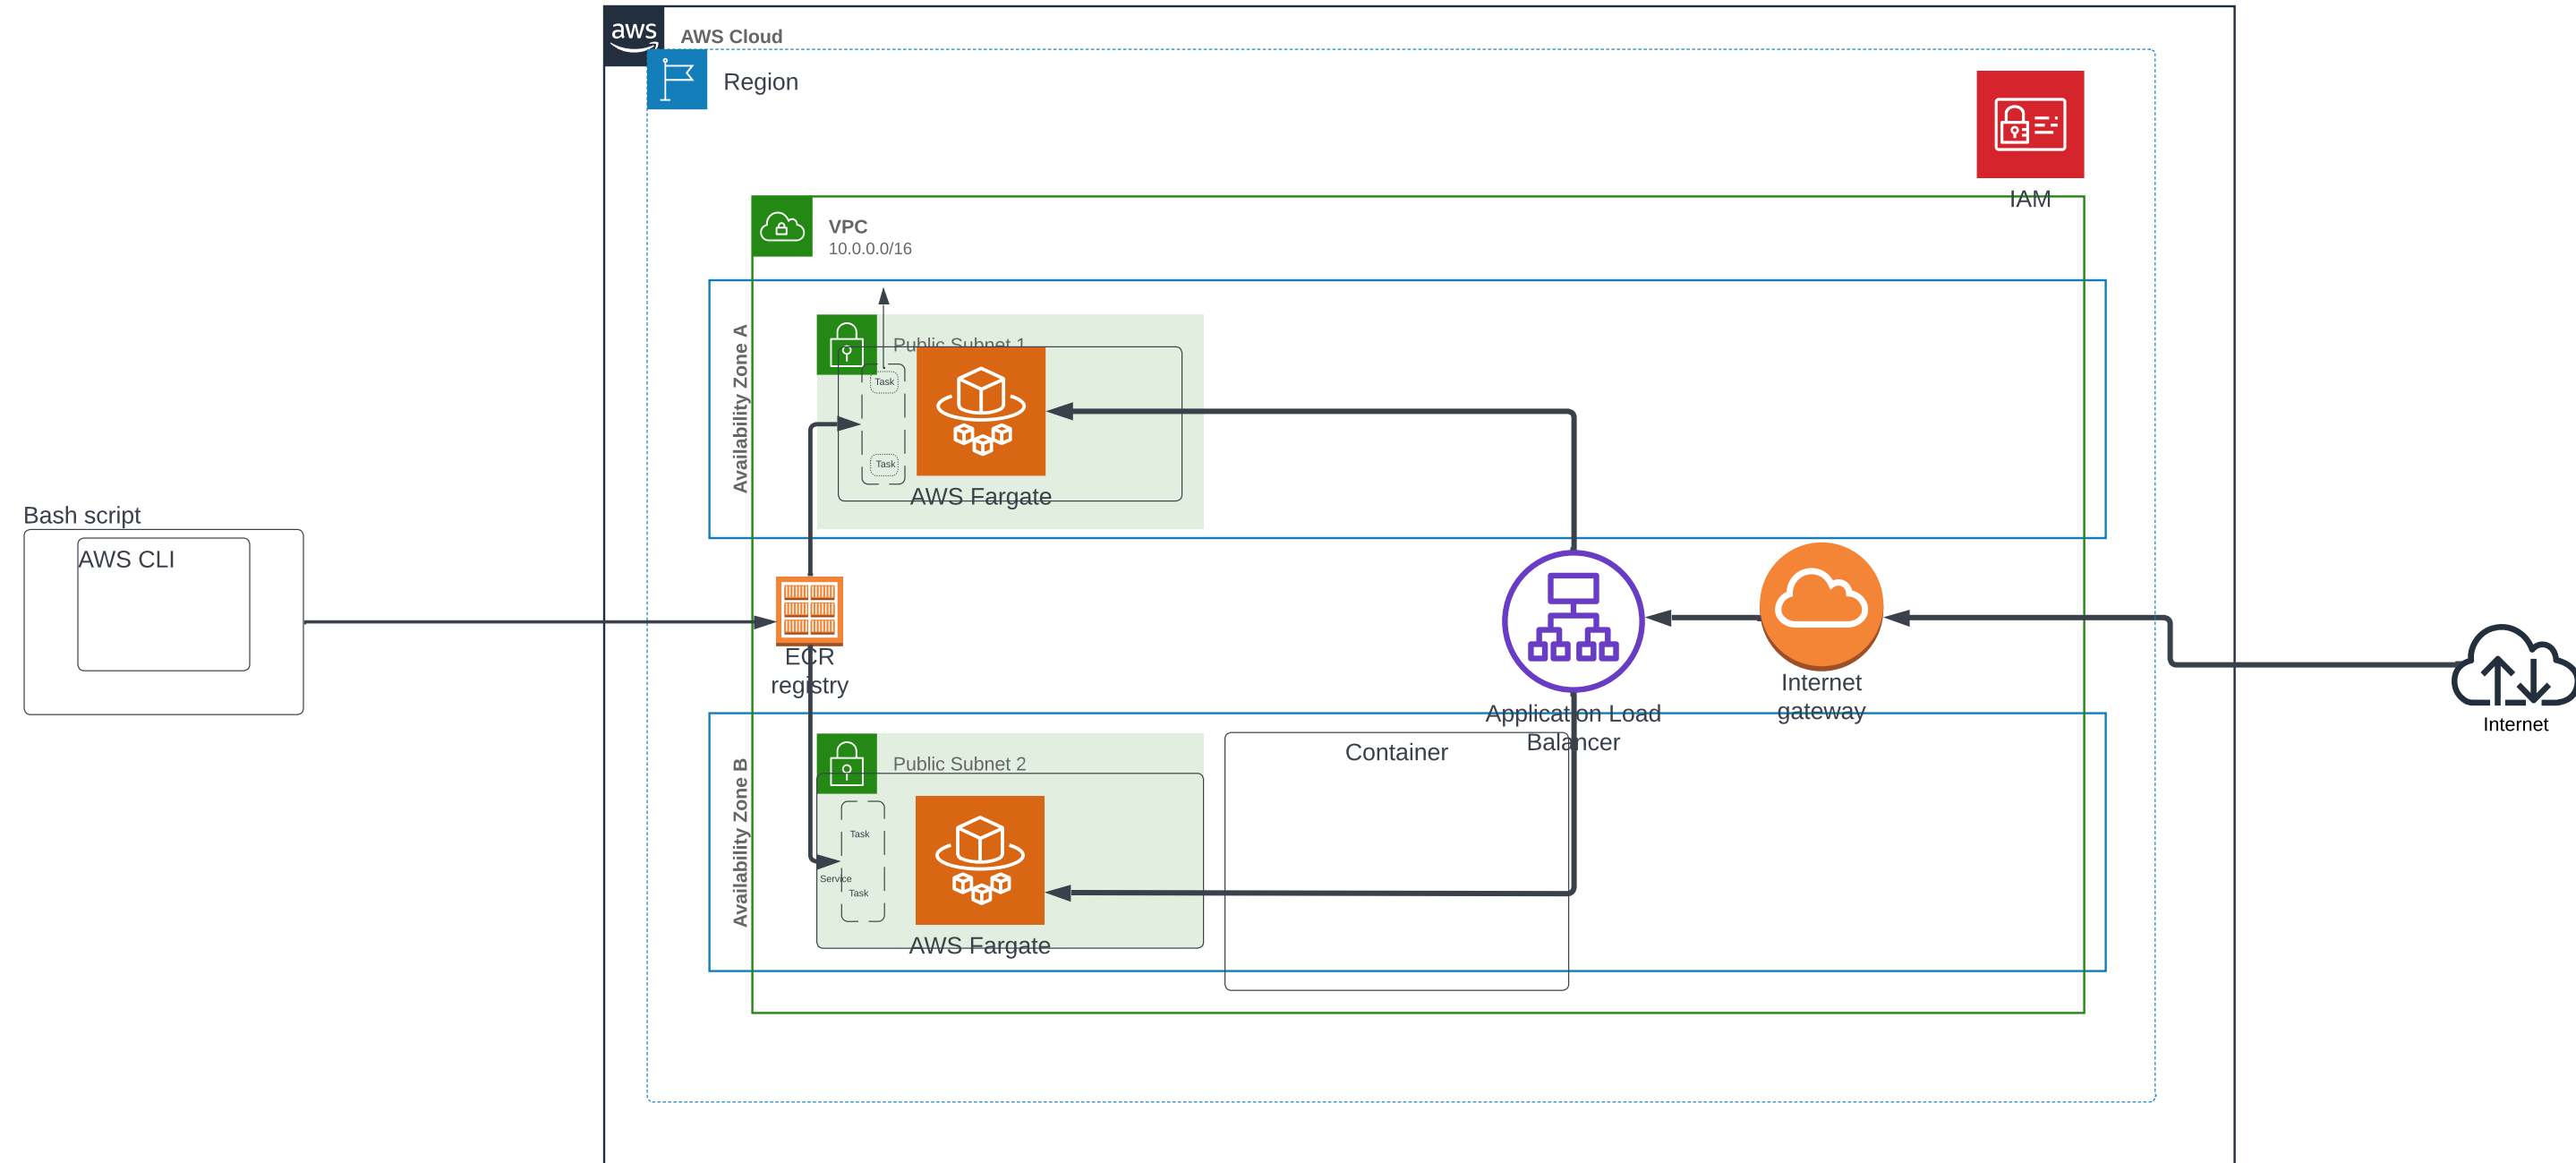 aws
AWS Cloud
Region
IAM
VPC
10.0.0.0/16
Availability Zone A
Public Subnet 1
Task
Task
AWS Fargate
Bash script
AWS CLI
ECR
registry
Application Load
Balancer
Internet
gateway
Internet
Availability Zone B
Public Subnet 2
Container
Task
Service
Task
AWS Fargate